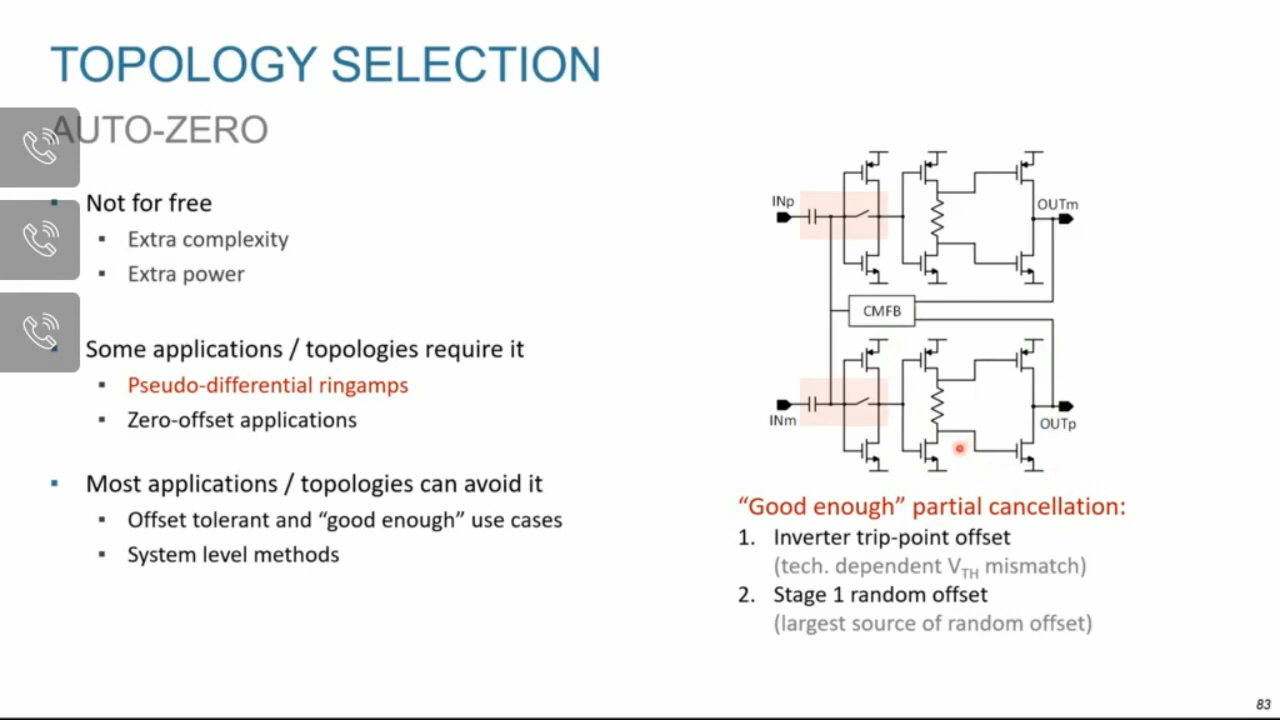 TOPOLOGY SELECTION
AUTO-ZERO
▪ Not for free
▪ Extra complexity
▪ Extra power
▪ Some applications / topologies require it
▪ Pseudo-differential ringamps
▪ Zero-offset applications
▪ Most applications / topologies can avoid it
▪ Offset tolerant and “good enough” use cases
▪ System level methods
INp
OUTm
CMFB
INm
OUTp
“Good enough” partial cancellation:
1. Inverter trip-point offset
(tech. dependent VTH mismatch)
2. Stage 1 random offset
(largest source of random offset)
83